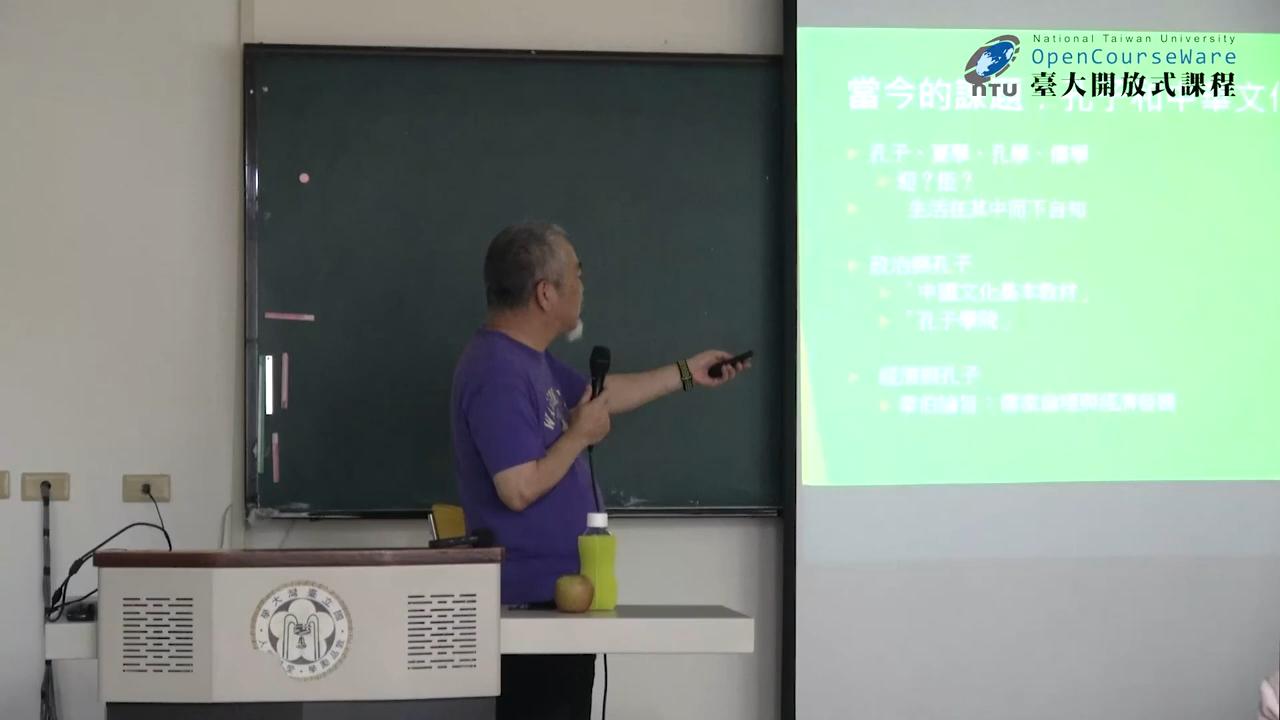 National Taiwan University
OpenCourseWare
NTU 臺大開放式課程
當今的課題：孔子和中華文化
孔子、夏學、孔學、儒學
生活在其中而不自知
政治與孔子
「中國文化基本教材」
「孔子學院」
經濟與孔子
韋伯論旨：儒家倫理與經濟發展